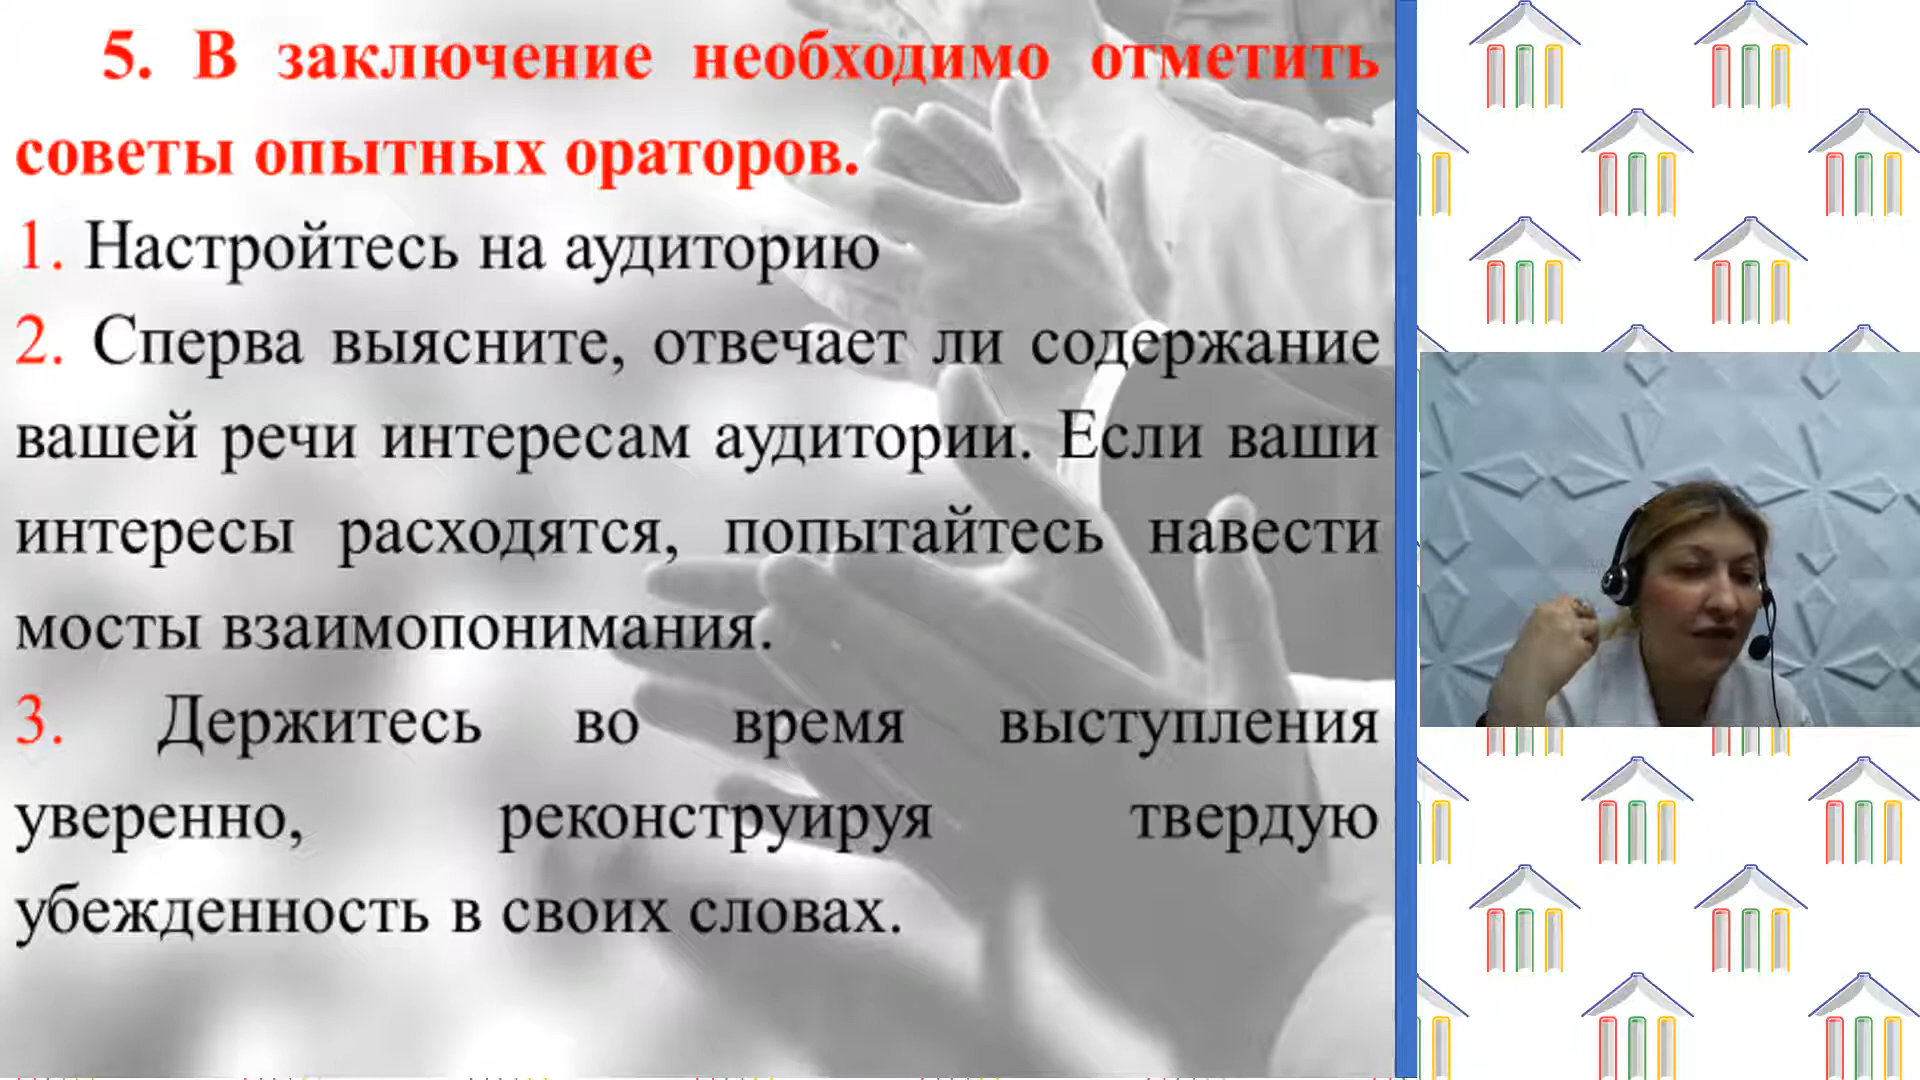 5. В заключение необходимо отметить
советы опытных ораторов.
1. Настройтесь на аудиторию
2. Сперва выясните, отвечает ли содержание
вашей речи интересам аудитории. Если ваши
интересы расходятся, попытайтесь навести
мосты взаимопонимания.
3. Держитесь во время выступления
уверенно, реконструируя твердую
убежденность в своих словах.